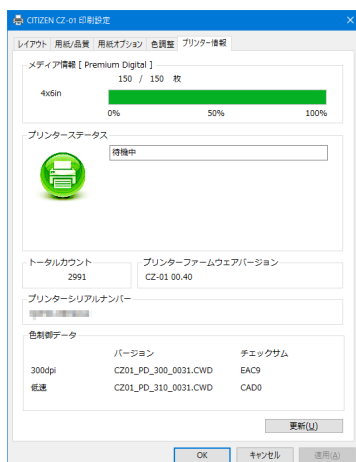 CITIZEN CZ-01 印刷設定
レイアウト 用紙/品質 用紙オプション 色調整 プリンター情報
メディア情報 [ Premium Digital ]
150 / 150 枚
4x6in
0% 50% 100%
プリンターステータス
待機中
トータルカウント プリンターファームウェアバージョン
2991 CZ-01 00.40
プリンターシリアルナンバー
色制御データ
バージョン チェックサム
300dpi CZ01_PD_300_0031.CWD EAC9
低速 CZ01_PD_310_0031.CWD CAD0
更新(U)
OK キャンセル 適用(A)